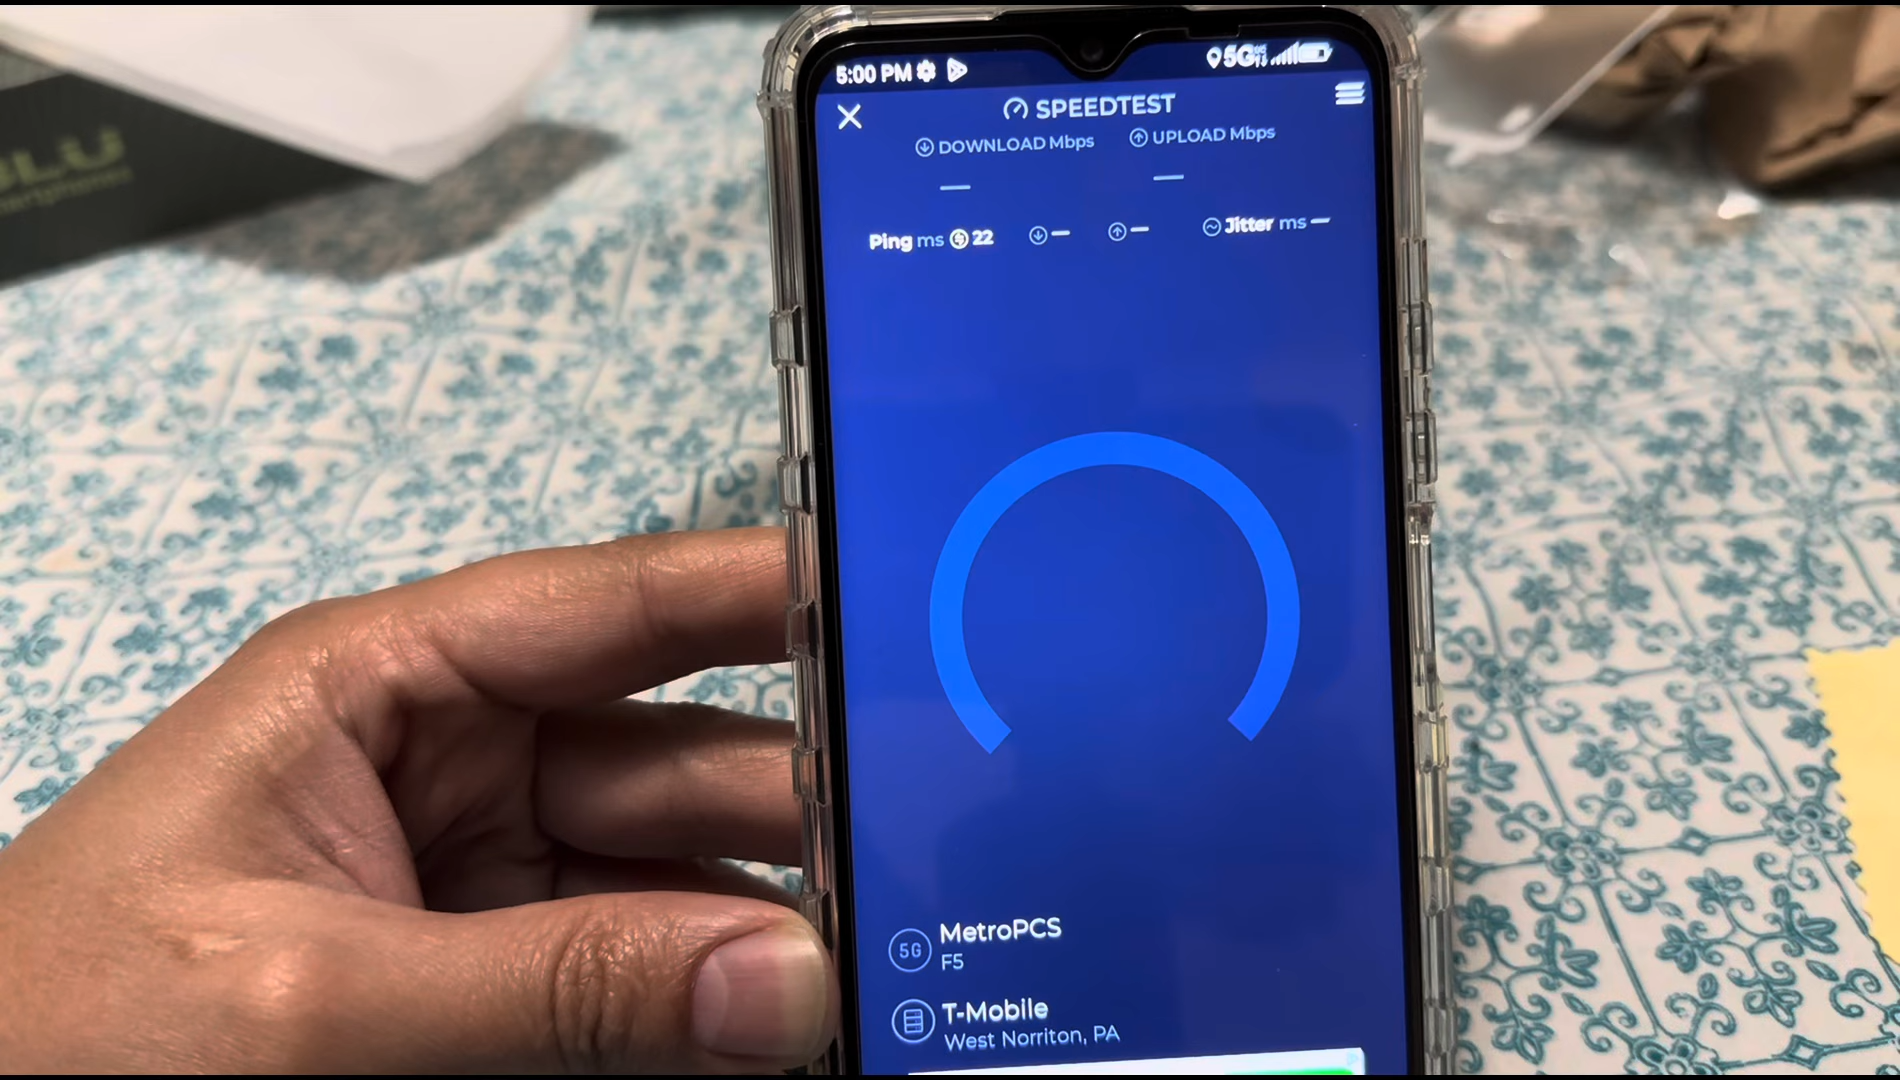 5:00 PM
5G
SPEEDTEST
DOWNLOAD Mbps
UPLOAD Mbps
—
—
Ping ms 22 — —
Jitter ms —
5G
MetroPCS
F5
T-Mobile
West Norriton, PA
BLU